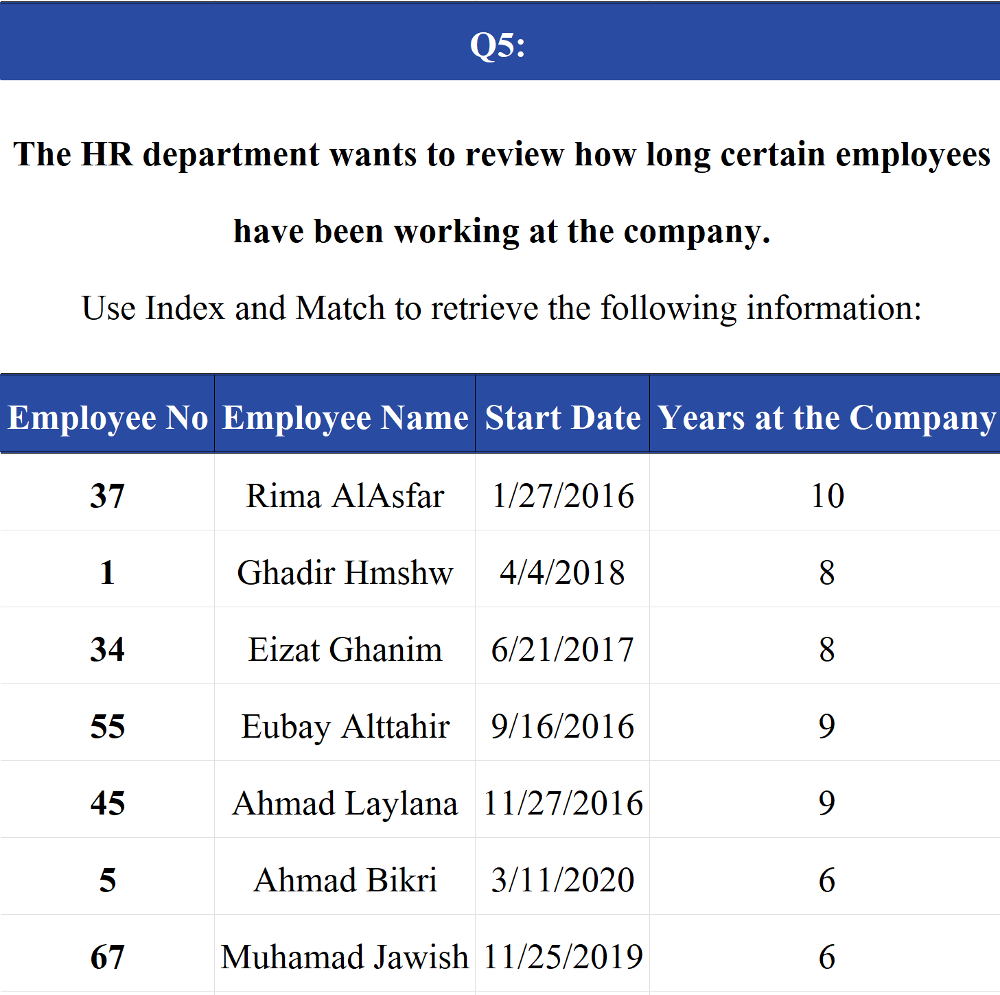 Q5:
The HR department wants to review how long certain employees
have been working at the company.
Use Index and Match to retrieve the following information:
Employee No Employee Name Start Date Years at the Company
37 Rima AlAsfar 1/27/2016 10
1 Ghadir Hmshw 4/4/2018 8
34 Eizat Ghanim 6/21/2017 8
55 Eubay Alttahir 9/16/2016 9
45 Ahmad Laylana 11/27/2016 9
5 Ahmad Bikri 3/11/2020 6
67 Muhamad Jawish 11/25/2019 6